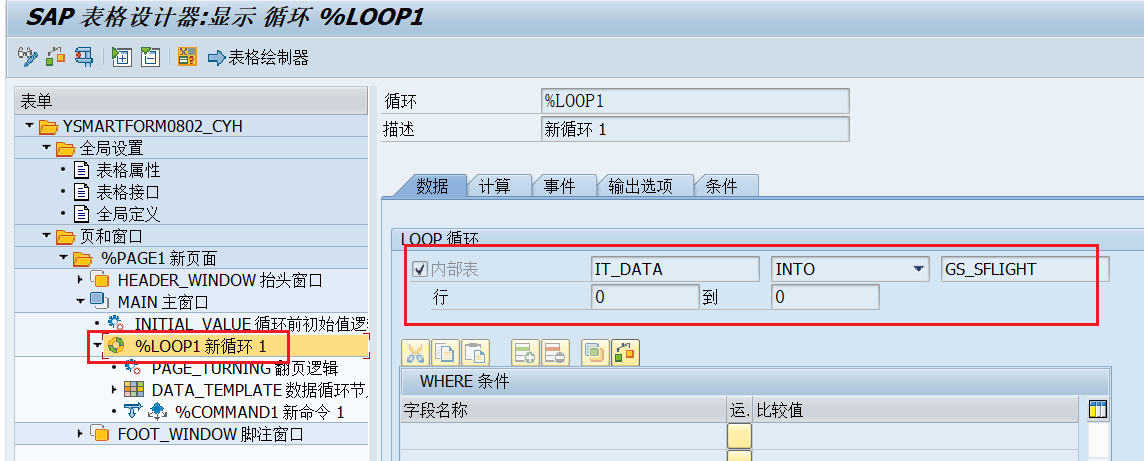 SAP 表格设计器:显示 循环 %LOOP1
表格绘制器
表单
YSMARTFORM0802_CYH
全局设置
表格属性
表格接口
全局定义
页和窗口
%PAGE1 新页面
HEADER_WINDOW 抬头窗口
MAIN 主窗口
INITIAL_VALUE 循环前初始值逻
%LOOP1 新循环 1
PAGE_TURNING 翻页逻辑
DATA_TEMPLATE 数据循环节
%COMMAND1 新命令 1
FOOT_WINDOW 脚注窗口
循环 %LOOP1
描述 新循环 1
数据 计算 事件 输出选项 条件
LOOP 循环
内部表 IT_DATA INTO GS_SFLIGHT
行 0 到 0
WHERE 条件
字段名称 运. 比较值